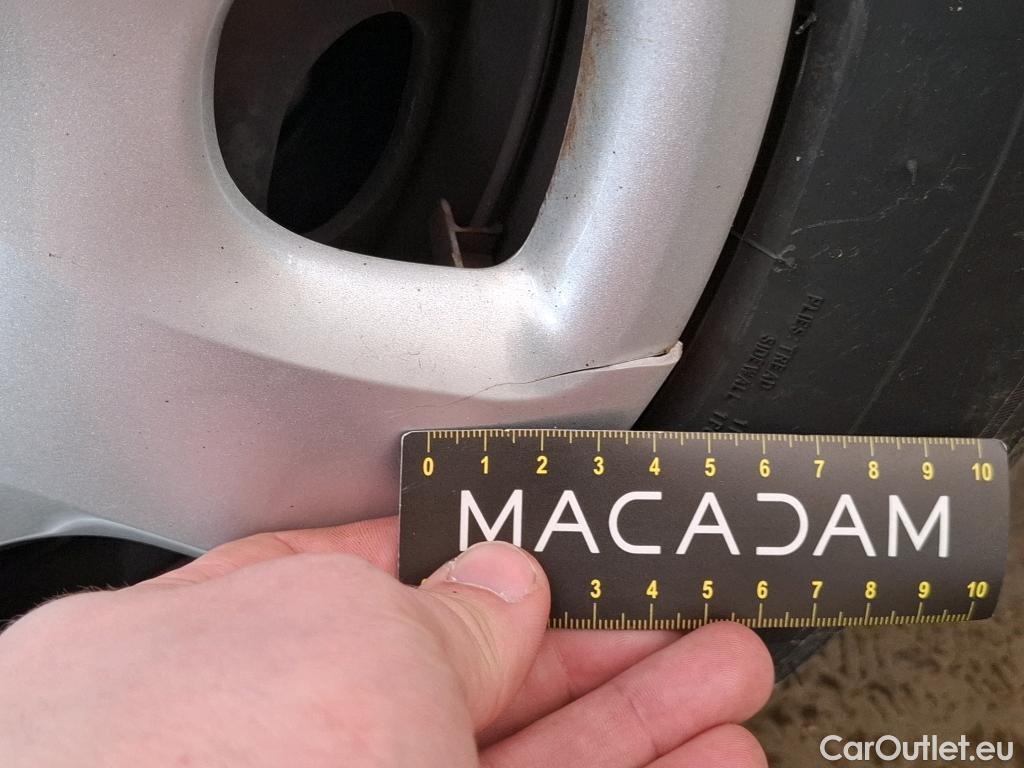 PLIES TREAD
SIDEWALL
0 1 2 3 4 5 6 7 8 9 10
MACADAM
3 4 5 6 7 8 9 10
CarOutlet.eu